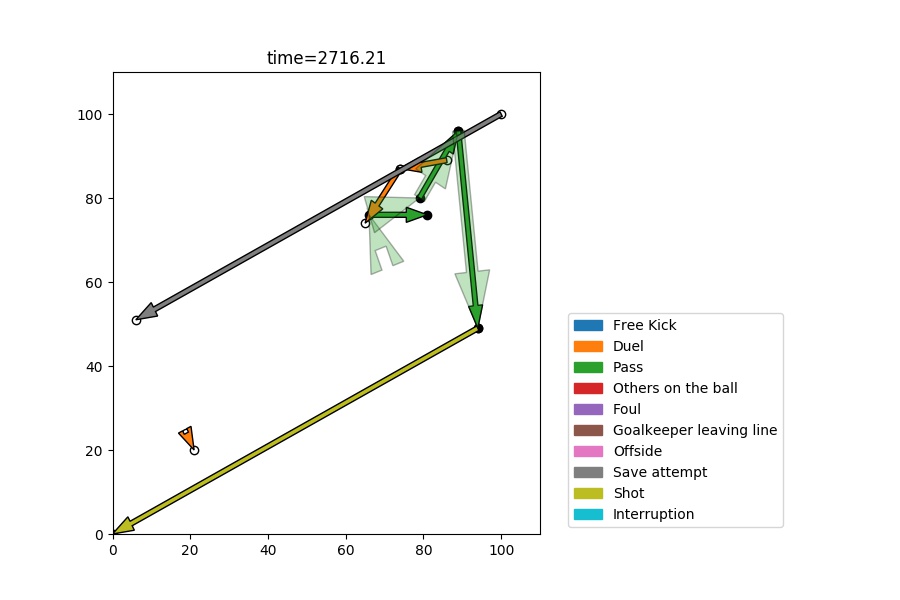 time=2716.21
100
80
60
40
20
0
0 20 40 60 80 100
Free Kick
Duel
Pass
Others on the ball
Foul
Goalkeeper leaving line
Offside
Save attempt
Shot
Interruption